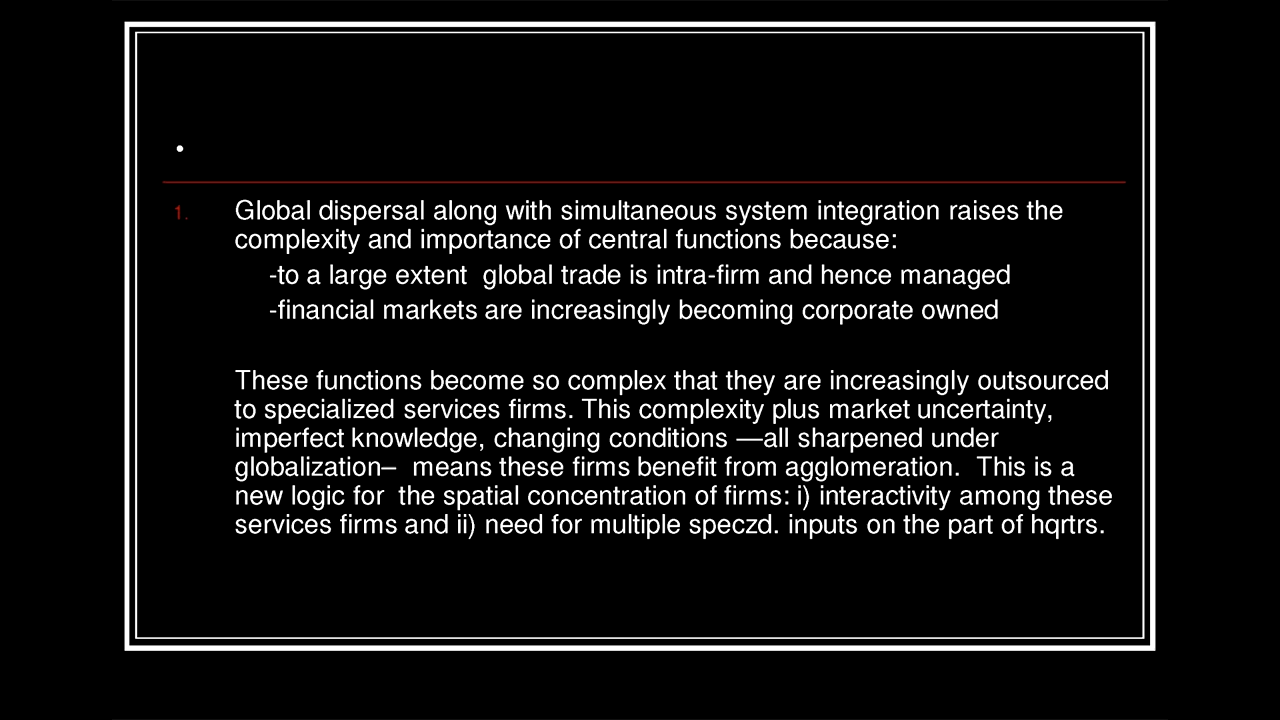 •
1. Global dispersal along with simultaneous system integration raises the
complexity and importance of central functions because:
-to a large extent  global trade is intra-firm and hence managed
-financial markets are increasingly becoming corporate owned
These functions become so complex that they are increasingly outsourced
to specialized services firms. This complexity plus market uncertainty,
imperfect knowledge, changing conditions —all sharpened under
globalization–  means these firms benefit from agglomeration.  This is a
new logic for  the spatial concentration of firms: i) interactivity among these
services firms and ii) need for multiple speczd. inputs on the part of hqrtrs.